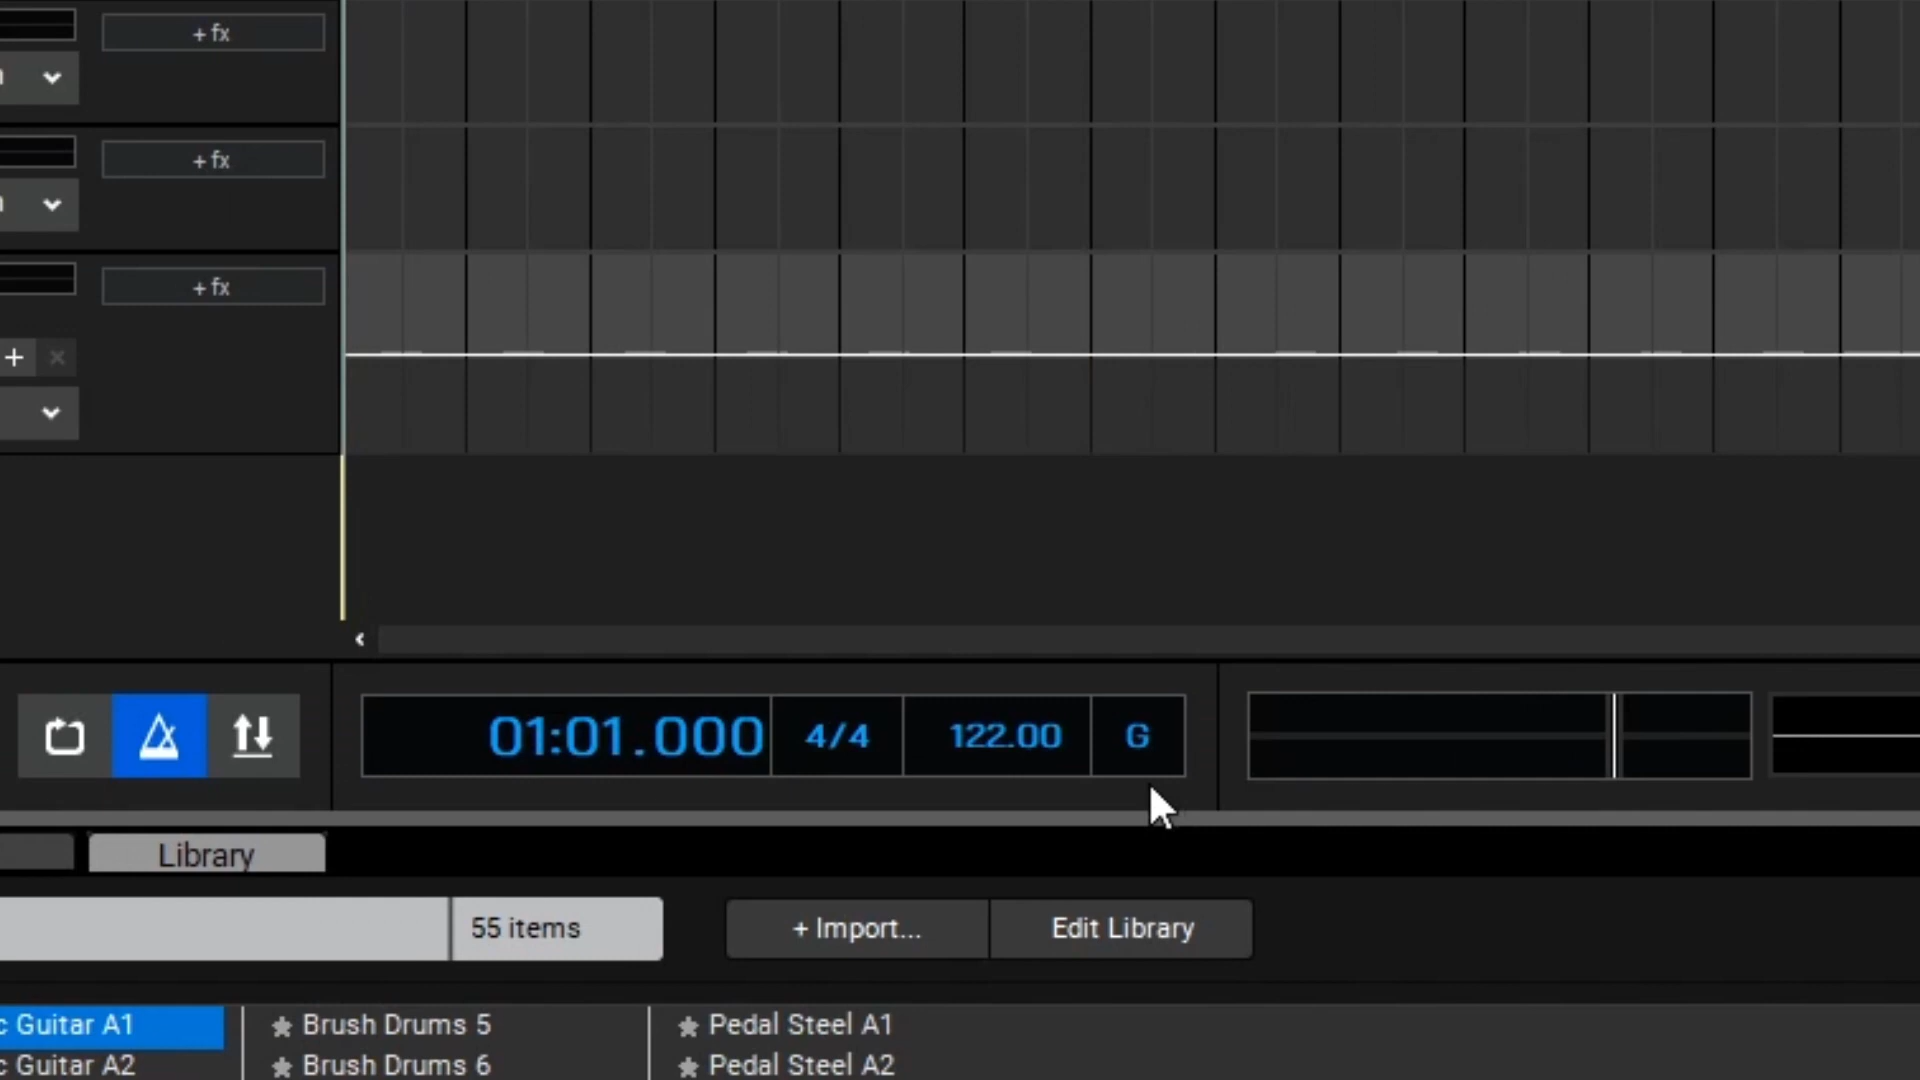 + fx
+ fx
+ fx
01:01.000 4/4 122.00 G
Library
55 items + Import... Edit Library
c Guitar A1 Brush Drums 5 Pedal Steel A1
c Guitar A2 Brush Drums 6 Pedal Steel A2